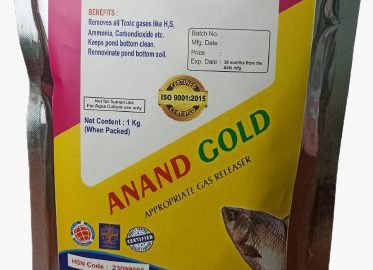 BENEFITS :
Removes all Toxic gases like H₂S,
Ammonia, Carbondioxide etc.
Keeps pond bottom clean.
Rennovinate pond bottom soil.
Batch No.
Mfg. Date :
Price :
Exp. Date : 36 months from the
date mfg.
Not for human use
For Aqua Culture use only
Net Content : 1 Kg.
(When Packed)
ISO 9001:2015
ANAND GOLD
APPROPRIATE GAS RELEASER
CERTIFIED
HSN Code :